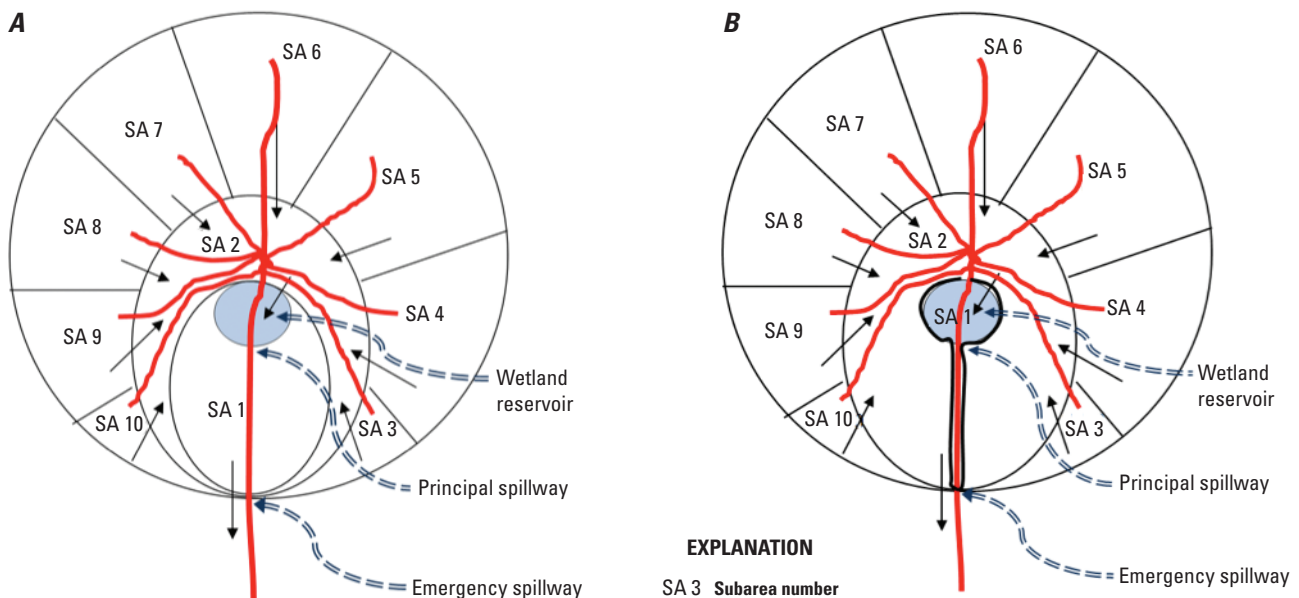 A
SA 6
SA 7
SA 5
SA 8
SA 2
SA 9
SA 4
SA 1
SA 10
SA 3
Wetland
reservoir
Principal spillway
Emergency spillway
B
SA 6
SA 7
SA 5
SA 8
SA 2
SA 9
SA 1
SA 4
SA 10
SA 3
Wetland
reservoir
Principal spillway
Emergency spillway
EXPLANATION
SA 3 Subarea number